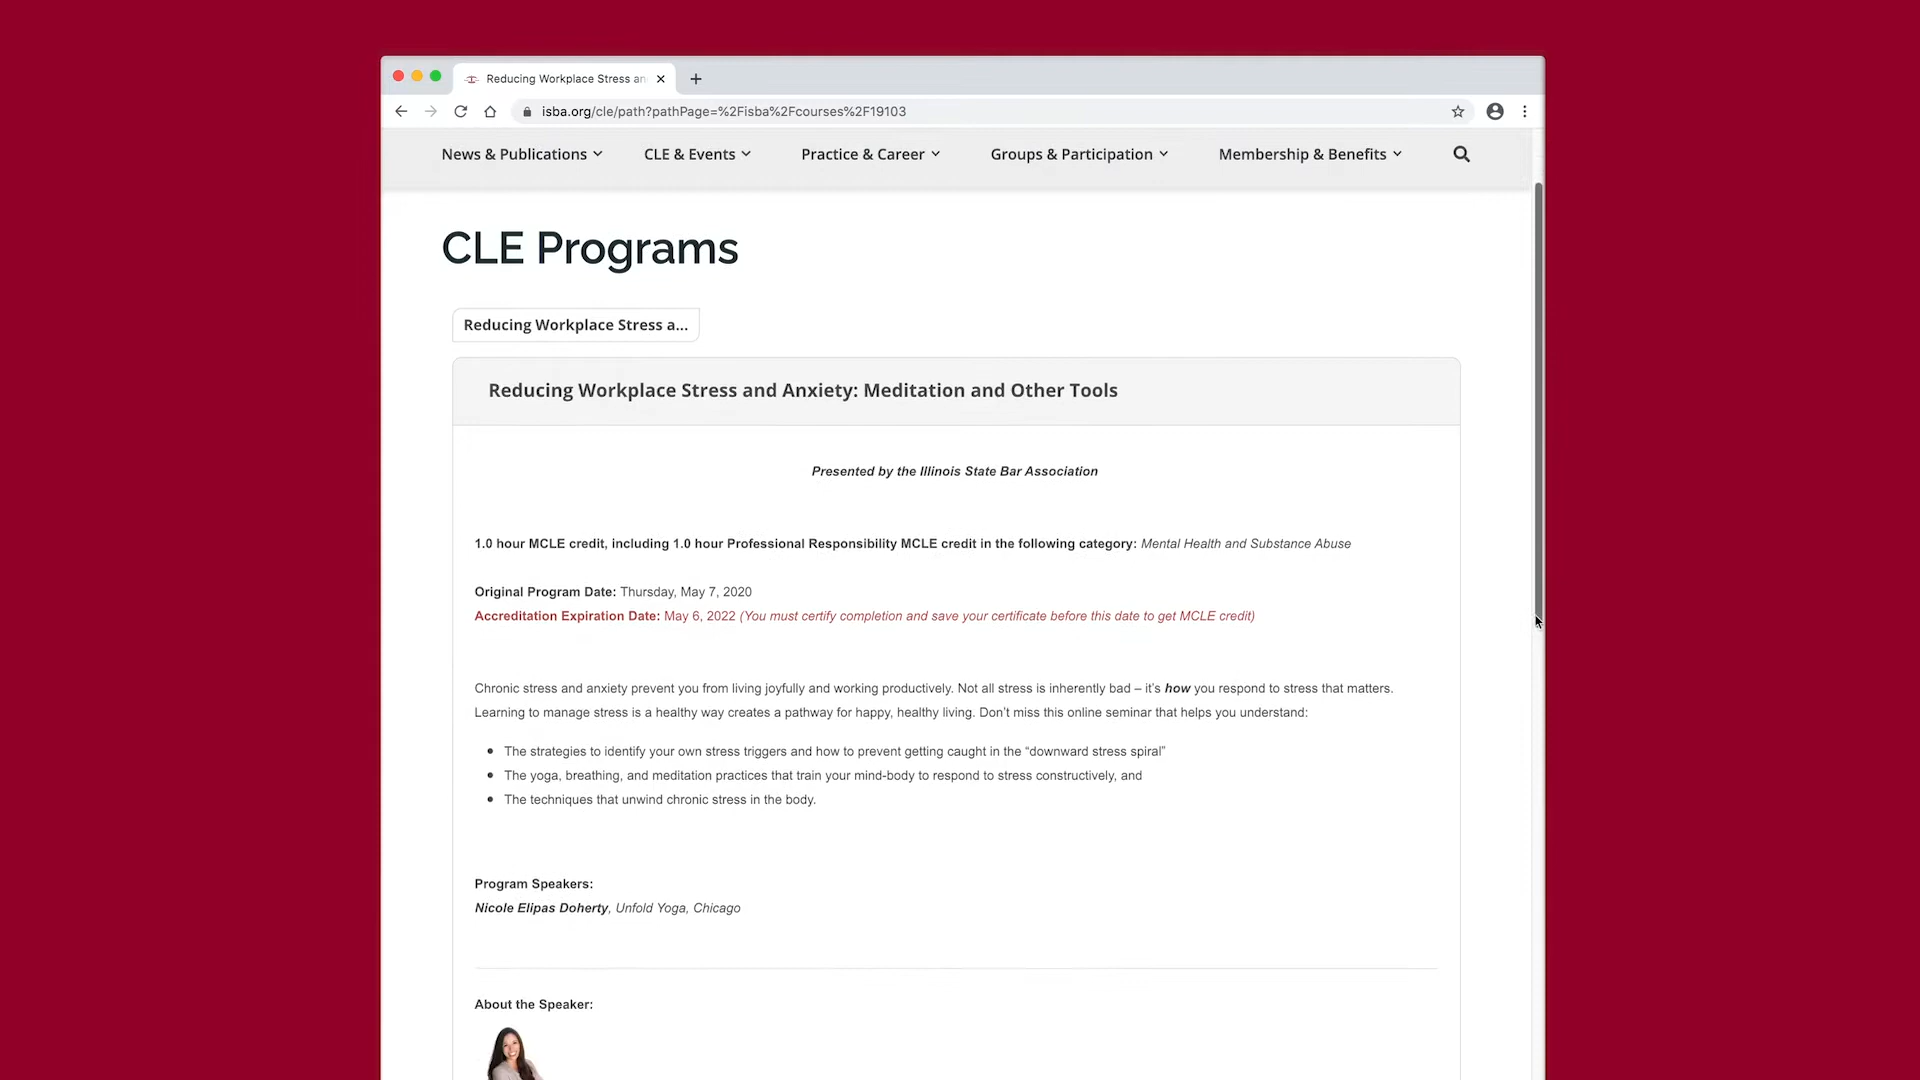 Reducing Workplace Stress an
isba.org/cle/path?pathPage=%2Fisba%2Fcourses%2F19103
News & Publications CLE & Events Practice & Career Groups & Participation Membership & Benefits
CLE Programs
Reducing Workplace Stress a...
Reducing Workplace Stress and Anxiety: Meditation and Other Tools
Presented by the Illinois State Bar Association
1.0 hour MCLE credit, including 1.0 hour Professional Responsibility MCLE credit in the following category: Mental Health and Substance Abuse
Original Program Date: Thursday, May 7, 2020
Accreditation Expiration Date: May 6, 2022 (You must certify completion and save your certificate before this date to get MCLE credit)
Chronic stress and anxiety prevent you from living joyfully and working productively. Not all stress is inherently bad – it’s how you respond to stress that matters.
Learning to manage stress is a healthy way creates a pathway for happy, healthy living. Don’t miss this online seminar that helps you understand:
• The strategies to identify your own stress triggers and how to prevent getting caught in the “downward stress spiral”
• The yoga, breathing, and meditation practices that train your mind-body to respond to stress constructively, and
• The techniques that unwind chronic stress in the body.
Program Speakers:
Nicole Elipas Doherty, Unfold Yoga, Chicago
About the Speaker: